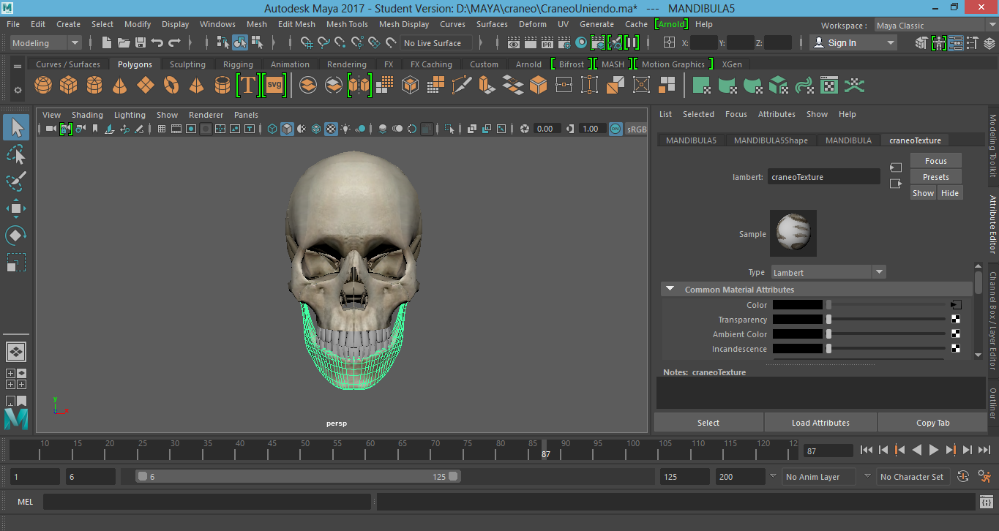 Autodesk Maya 2017 - Student Version: D:\MAYA\craneo\CraneoUniendo.ma* --- MANDIBULA5
File Edit Create Select Modify Display Windows Mesh Edit Mesh Mesh Tools Mesh Display Curves Surfaces Deform UV Generate Cache [Arnold] Help Workspace : Maya Classic
Modeling No Live Surface IPR X: Y: Z: Sign In
Curves / Surfaces Polygons Sculpting Rigging Animation Rendering FX FX Caching Custom Arnold [ Bifrost ] [ MASH ] [ Motion Graphics ] XGen
T svg
View Shading Lighting Show Renderer Panels
0.00 1.00 ON sRGB
persp
y
x
List Selected Focus Attributes Show Help
MANDIBULA5 MANDIBULA5Shape MANDIBULA craneoTexture
Focus
lambert: craneoTexture
Presets
Show Hide
Sample
Type Lambert
Common Material Attributes
Color
Transparency
Ambient Color
Incandescence
Notes: craneoTexture
Select Load Attributes Copy Tab
Modeling Toolkit
Attribute Editor
Channel Box / Layer Editor
Outliner
10 15 20 25 30 35 40 45 50 55 60 65 70 75 80 85 90 95 100 105 110 115 120 12
87 87
1 6 6 125 125 200 No Anim Layer No Character Set
MEL